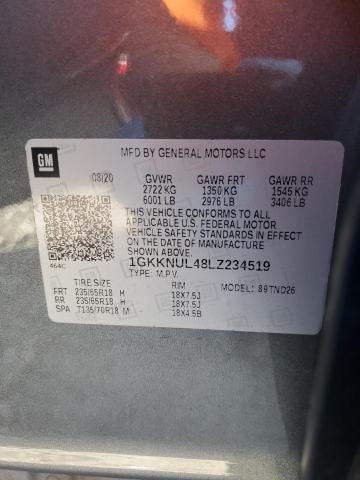 GM
MFD BY GENERAL MOTORS LLC
08/20 GVWR GAWR FRT GAWR RR
2722 KG 1350 KG 1545 KG
6001 LB 2976 LB 3406 LB
THIS VEHICLE CONFORMS TO ALL
APPLICABLE U.S. FEDERAL MOTOR
VEHICLE SAFETY STANDARDS IN EFFECT
ON THE DATE OF MANUFACTURE
SHOWN ABOVE.
464C
1GKKNUL48LZ234519
TYPE: M.P.V.
TIRE SIZE RIM MODEL: 89TND26
FRT 235/65R18 H 18X7.5J
RR 235/65R18 H 18X7.5J
SPA T135/70R18 M 18X4.5B